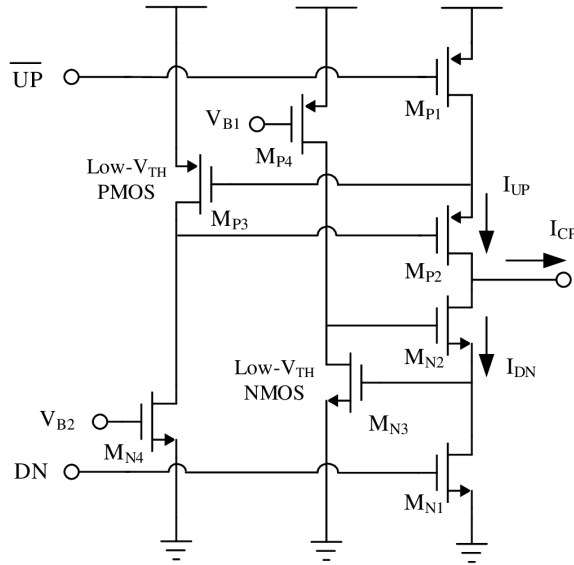 UP
M_P1
V_B1
M_P4
Low-V_TH
PMOS
M_P3
I_UP
I_CP
M_P2
M_N2
Low-V_TH
NMOS
I_DN
M_N3
V_B2
M_N4
DN
M_N1